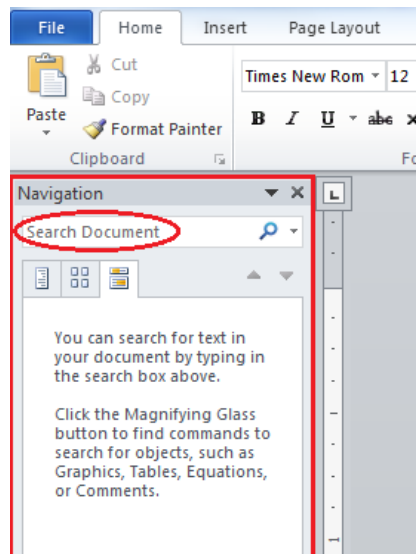 File Home Insert Page Layout
Cut
Copy
Paste
Format Painter
Clipboard
Times New Rom 12
B I U abc
Navigation
Search Document
You can search for text in
your document by typing in
the search box above.
Click the Magnifying Glass
button to find commands to
search for objects, such as
Graphics, Tables, Equations,
or Comments.